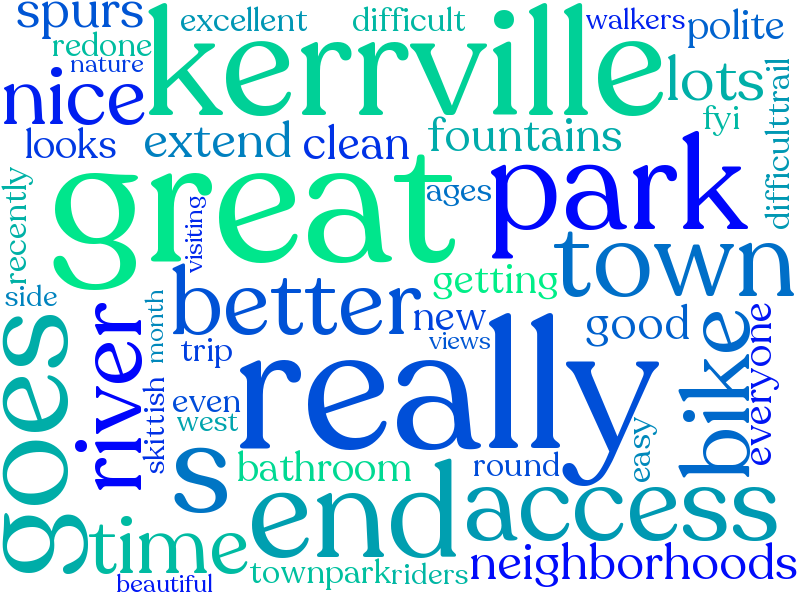 spurs
excellent
difficult
walkers
polite
redone
nature
kerrville
lots
nice
fyi
difficulttrail
looks
extend
clean
fountains
great
park
ages
recently
visiting
town
getting
side
better
new
good
month
views
trip
river
goes
really
bike
everyone
skittish
even
west
s
easy
bathroom
round
end
access
time
neighborhoods
townparkriders
beautiful